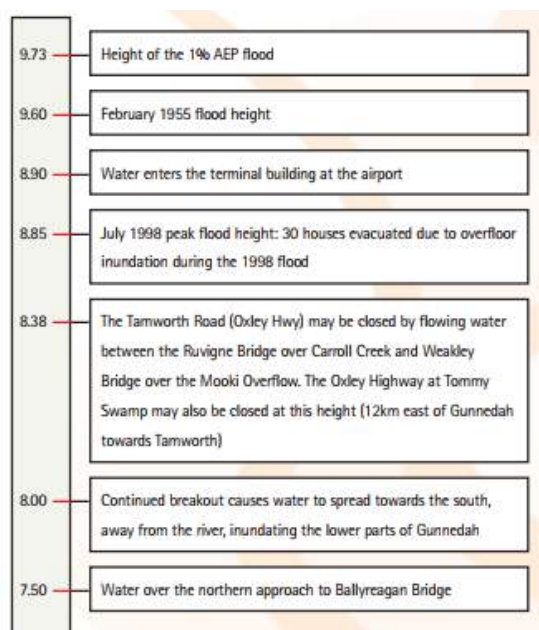 9.73 Height of the 1% AEP flood
9.60 February 1955 flood height
8.90 Water enters the terminal building at the airport
8.85 July 1998 peak flood height: 30 houses evacuated due to overfloor
inundation during the 1998 flood
8.38 The Tamworth Road (Oxley Hwy) may be closed by flowing water
between the Ruvigne Bridge over Carroll Creek and Weakley
Bridge over the Mooki Overflow. The Oxley Highway at Tommy
Swamp may also be closed at this height (12km east of Gunnedah
towards Tamworth)
8.00 Continued breakout causes water to spread towards the south,
away from the river, inundating the lower parts of Gunnedah
7.50 Water over the northern approach to Ballyreagan Bridge